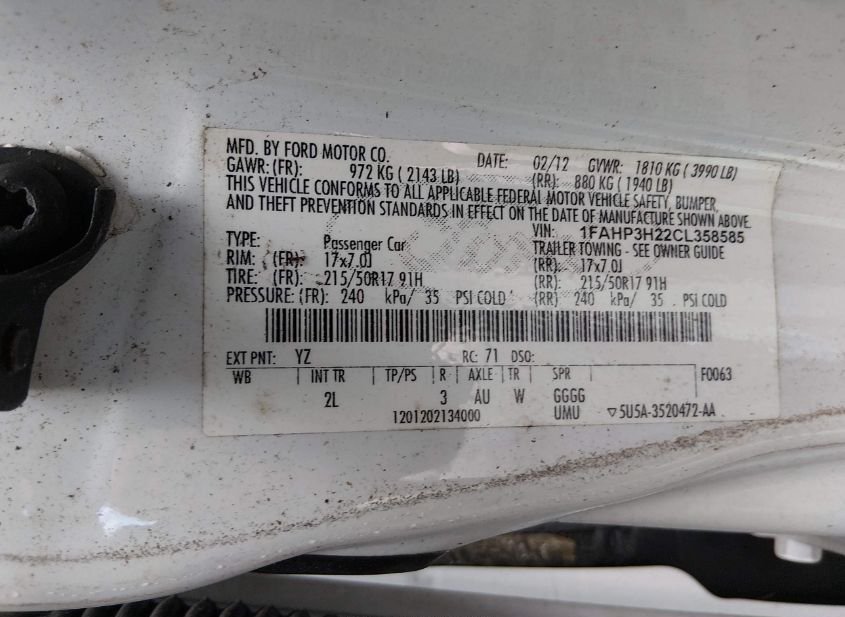 MFD. BY FORD MOTOR CO. DATE: 02/12 GVWR: 1810 KG ( 3990 LB)
GAWR: (FR): 972 KG ( 2143 LB) (RR): 880 KG ( 1940 LB)
THIS VEHICLE CONFORMS TO ALL APPLICABLE FEDERAL MOTOR VEHICLE SAFETY, BUMPER,
AND THEFT PREVENTION STANDARDS IN EFFECT ON THE DATE OF MANUFACTURE SHOWN ABOVE.
VIN: 1FAHP3H22CL358585
TYPE: Passenger Car TRAILER TOWING - SEE OWNER GUIDE
RIM: (FR): 17x7.0J (RR): 17x7.0J
TIRE: (FR): 215/50R17 91H (RR): 215/50R17 91H
PRESSURE: (FR): 240 kPa/ 35 PSI COLD (RR) 240 kPa/ 35 PSI COLD
EXT PNT: YZ RC: 71 DSO:
WB INT TR TP/PS R AXLE TR SPR F0063
2L 3 AU W GGGG
1201202134000 UMU ▽5U5A-3520472-AA